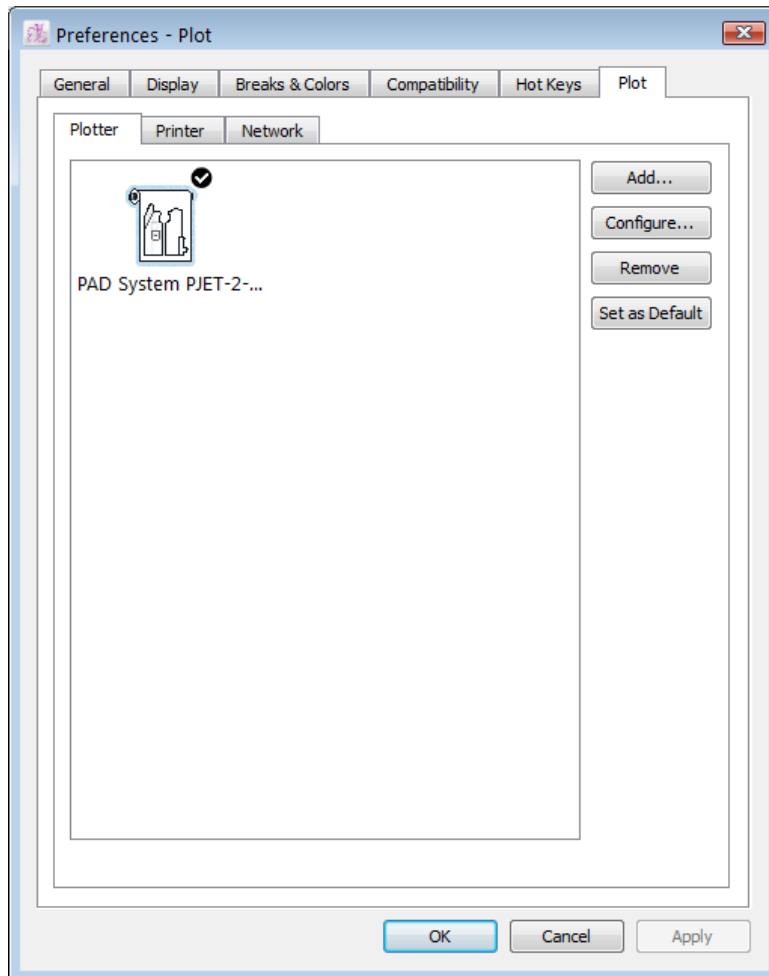 Preferences - Plot
General Display Breaks & Colors Compatibility Hot Keys Plot
Plotter Printer Network
Add...
Configure...
Remove
Set as Default
PAD System PJET-2-...
OK Cancel Apply